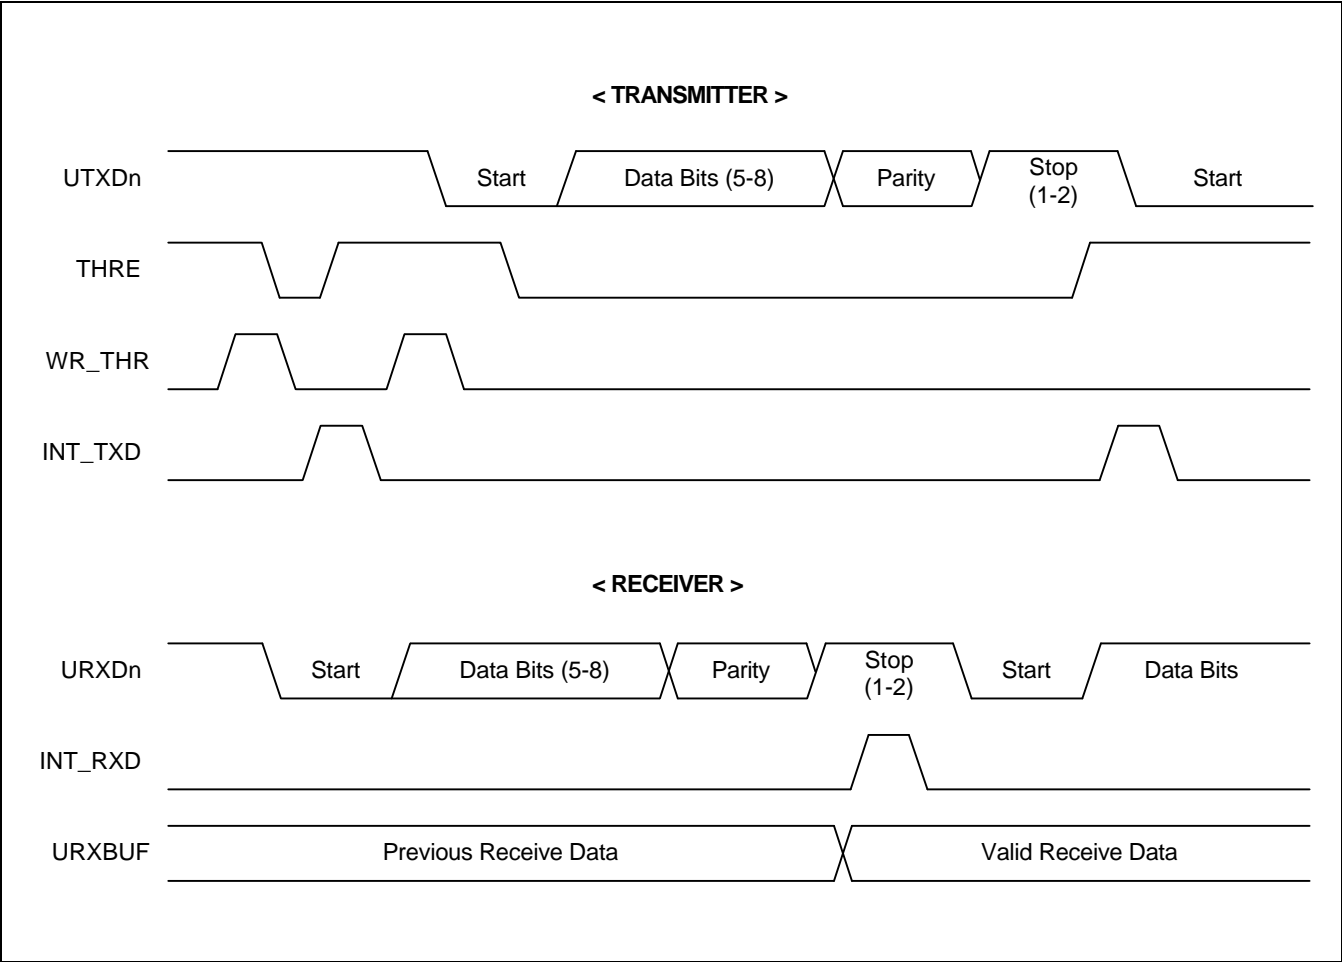 < TRANSMITTER >
UTXDn
Start
Data Bits (5-8)
Parity
Stop
(1-2)
Start
THRE
WR_THR
INT_TXD
< RECEIVER >
URXDn
Start
Data Bits (5-8)
Parity
Stop
(1-2)
Start
Data Bits
INT_RXD
URXBUF
Previous Receive Data
Valid Receive Data